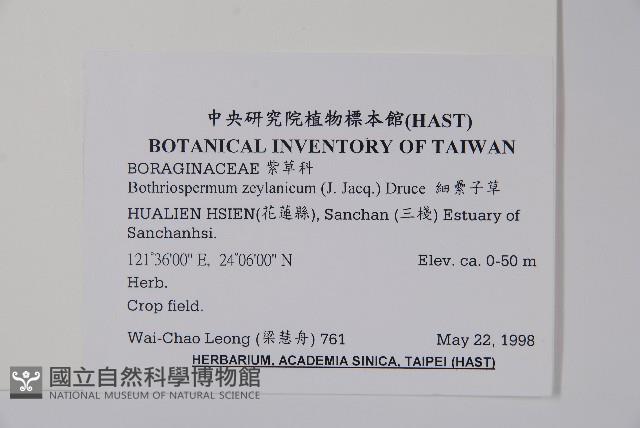 中央研究院植物標本館(HAST)
BOTANICAL INVENTORY OF TAIWAN
BORAGINACEAE 紫草科
Bothriospermum zeylanicum (J. Jacq.) Druce 細纍子草
HUALIEN HSIEN(花蓮縣), Sanchan (三棧) Estuary of
Sanchanhsi.
121°36'00" E, 24°06'00" N Elev. ca. 0-50 m
Herb.
Crop field.
Wai-Chao Leong (梁慧舟) 761 May 22, 1998
HERBARIUM, ACADEMIA SINICA, TAIPEI (HAST)
國立自然科學博物館
NATIONAL MUSEUM OF NATURAL SCIENCE